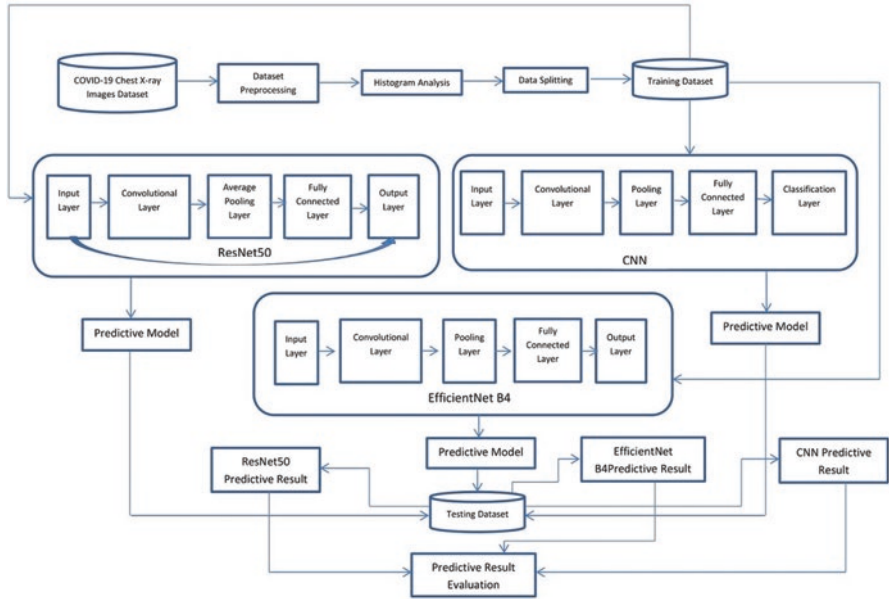 COVID-19 Chest X-ray
Images Dataset
Dataset
Preprocessing
Histogram Analysis
Data Splitting
Training Dataset
Input
Layer
Convolutional
Layer
Average
Pooling
Layer
Fully
Connected
Layer
Output
Layer
ResNet50
Input
Layer
Convolutional
Layer
Pooling
Layer
Fully
Connected
Layer
Classification
Layer
CNN
Predictive Model
Predictive Model
Input
Layer
Convolutional
Layer
Pooling
Layer
Fully
Connected
Layer
Output
Layer
EfficientNet B4
Predictive Model
ResNet50
Predictive Result
EfficientNet
B4Predictive Result
CNN Predictive
Result
Testing Dataset
Predictive Result
Evaluation